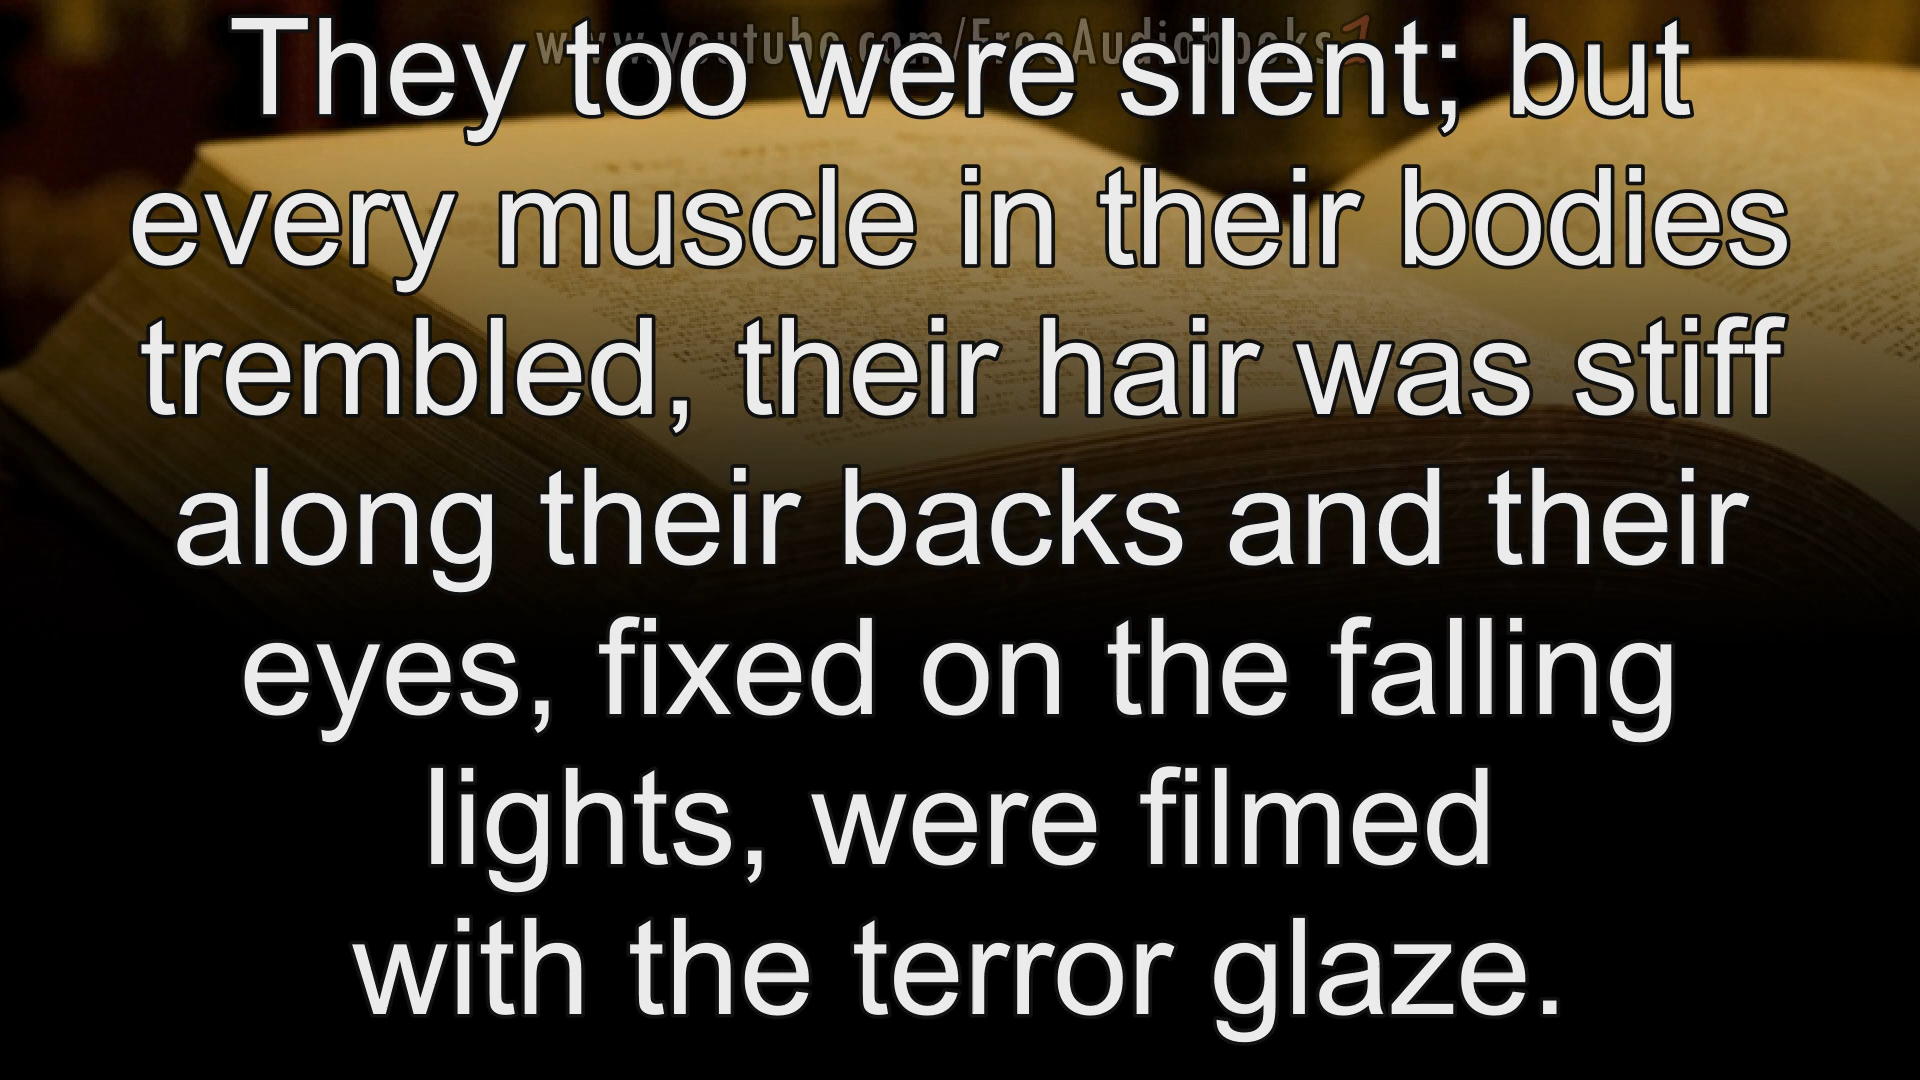 www.youtube.com/FreeAudiobooks1
They too were silent; but
every muscle in their bodies
trembled, their hair was stiff
along their backs and their
eyes, fixed on the falling
lights, were filmed
with the terror glaze.